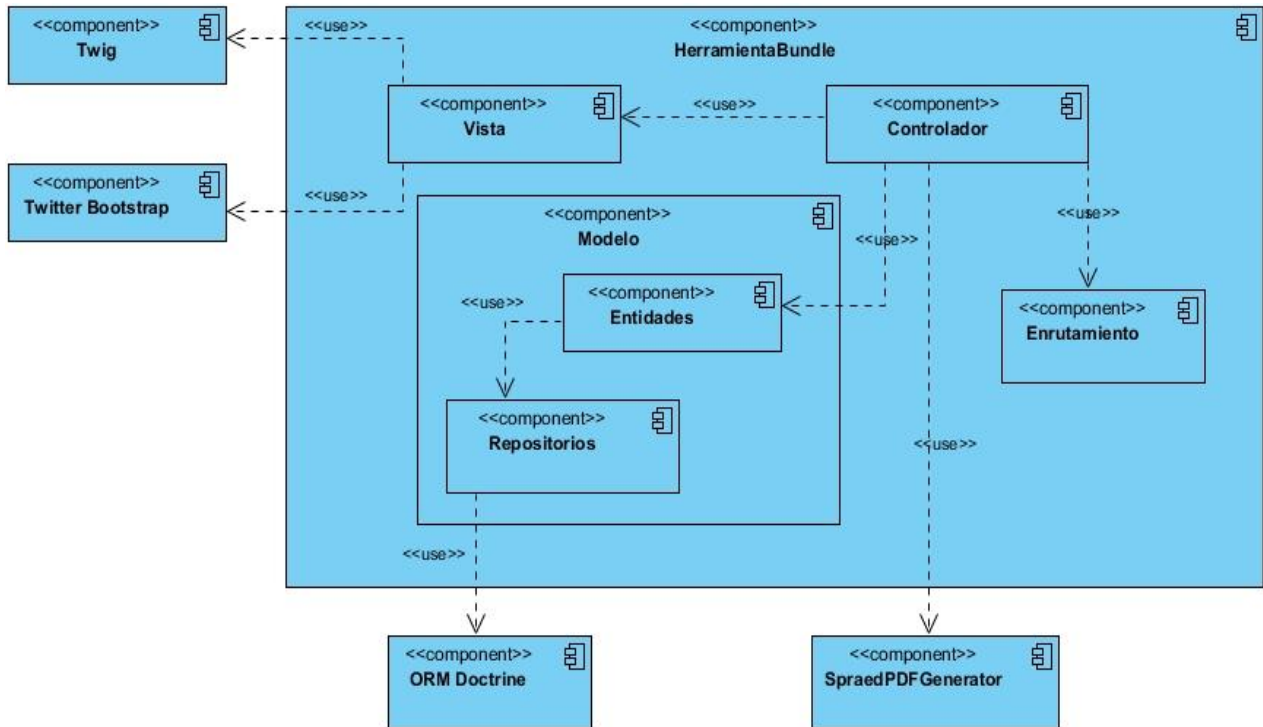 <<component>>
Twig
<<use>>
<<component>>
HerramientaBundle
<<component>>
Vista
<<use>>
<<component>>
Controlador
<<component>>
Twitter Bootstrap
<<use>>
<<component>>
Modelo
<<use>>
<<use>>
<<component>>
Entidades
<<use>>
<<component>>
Enrutamiento
<<component>>
Repositorios
<<use>>
<<use>>
<<component>>
ORM Doctrine
<<component>>
SpraedPDFGenerator